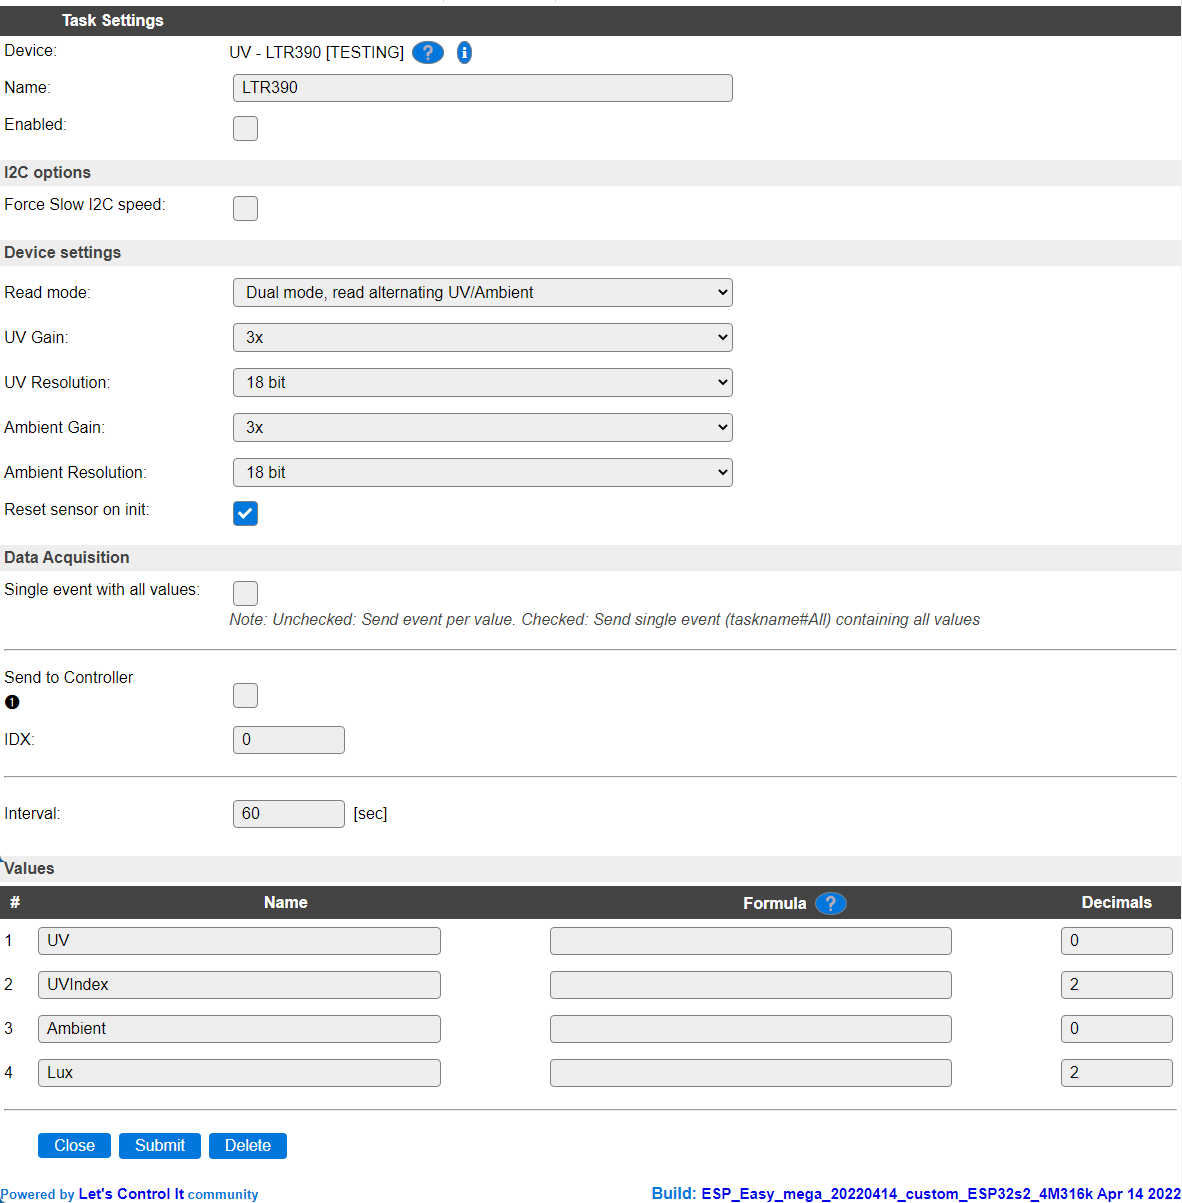 Task Settings
Device: UV - LTR390 [TESTING] ? i
Name: LTR390
Enabled:
I2C options
Force Slow I2C speed:
Device settings
Read mode: Dual mode, read alternating UV/Ambient
UV Gain: 3x
UV Resolution: 18 bit
Ambient Gain: 3x
Ambient Resolution: 18 bit
Reset sensor on init:
Data Acquisition
Single event with all values:
Note: Unchecked: Send event per value. Checked: Send single event (taskname#All) containing all values
Send to Controller
❶
IDX: 0
Interval: 60 [sec]
Values
# Name Formula ? Decimals
1 UV 0
2 UVIndex 2
3 Ambient 0
4 Lux 2
Close Submit Delete
Powered by Let's Control It community Build: ESP_Easy_mega_20220414_custom_ESP32s2_4M316k Apr 14 2022